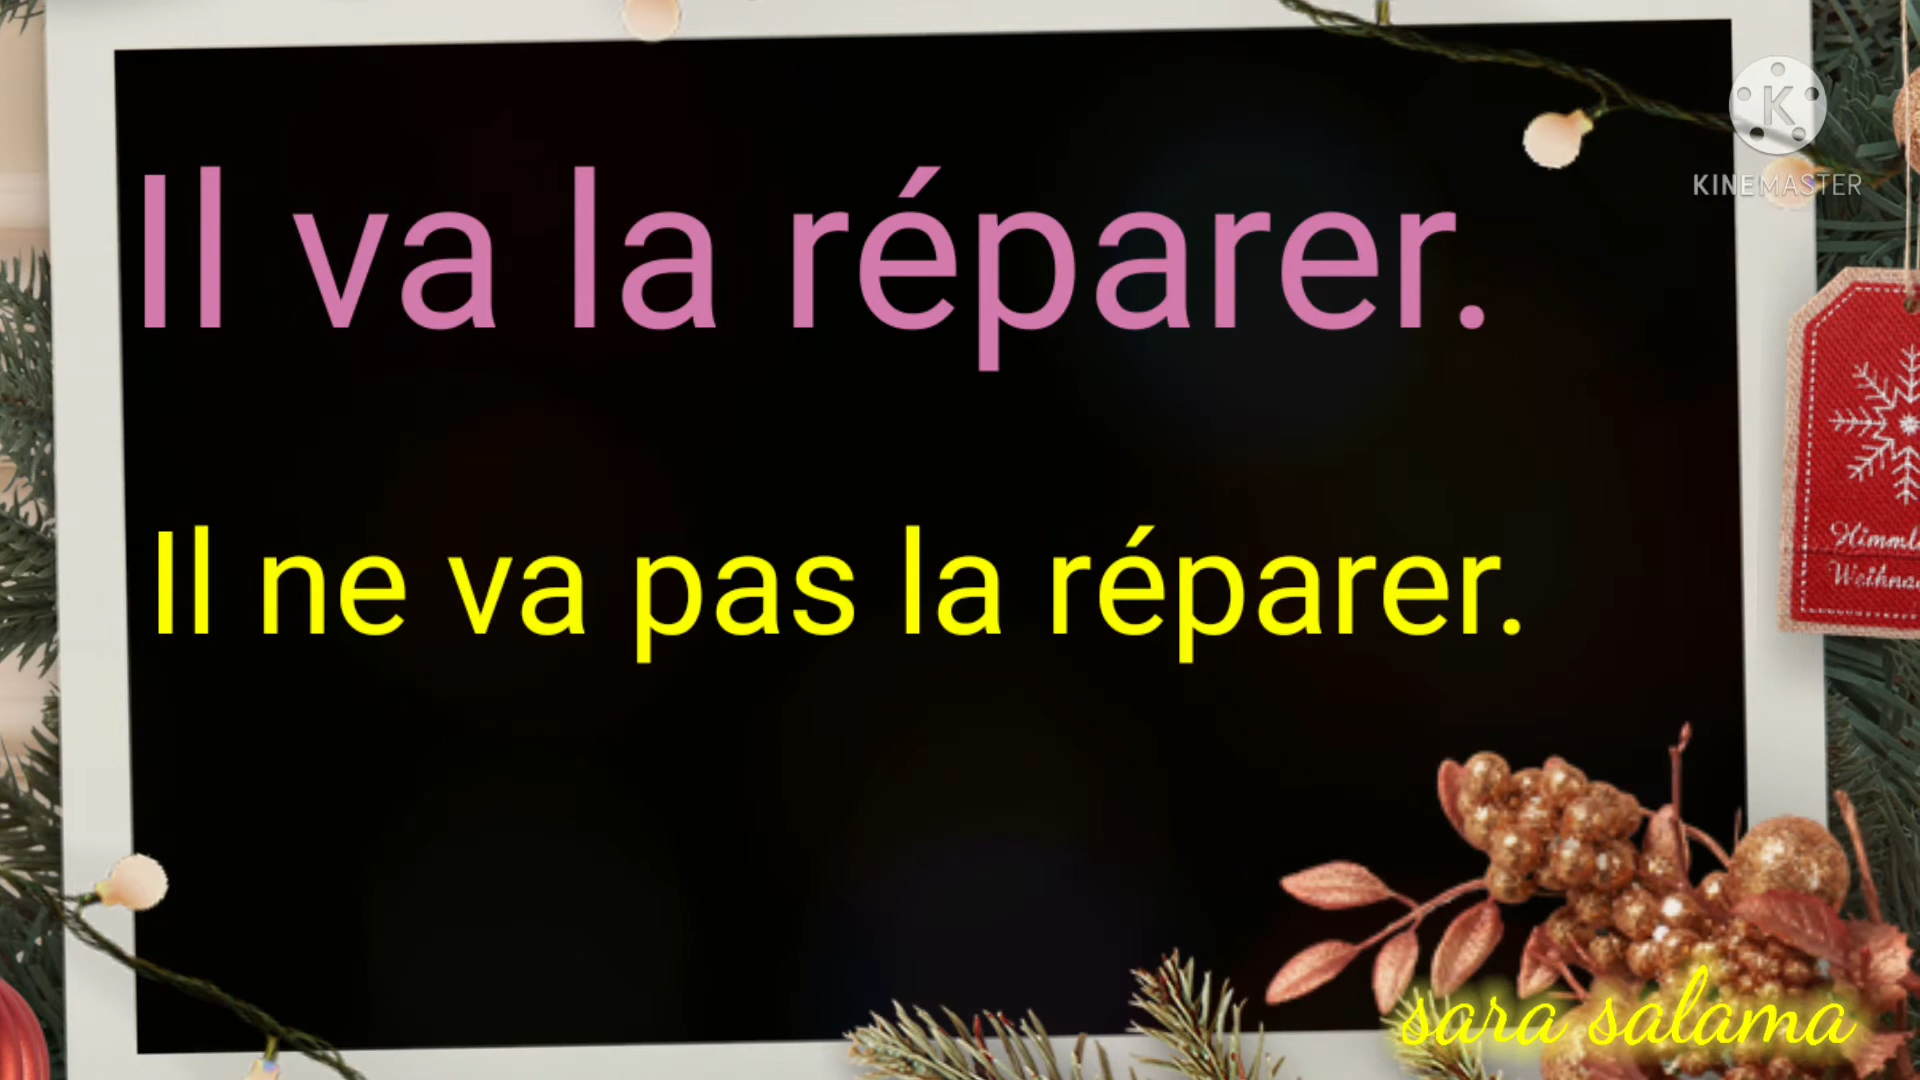 Il va la réparer.
KINEMASTER
Il ne va pas la réparer.
sara salama